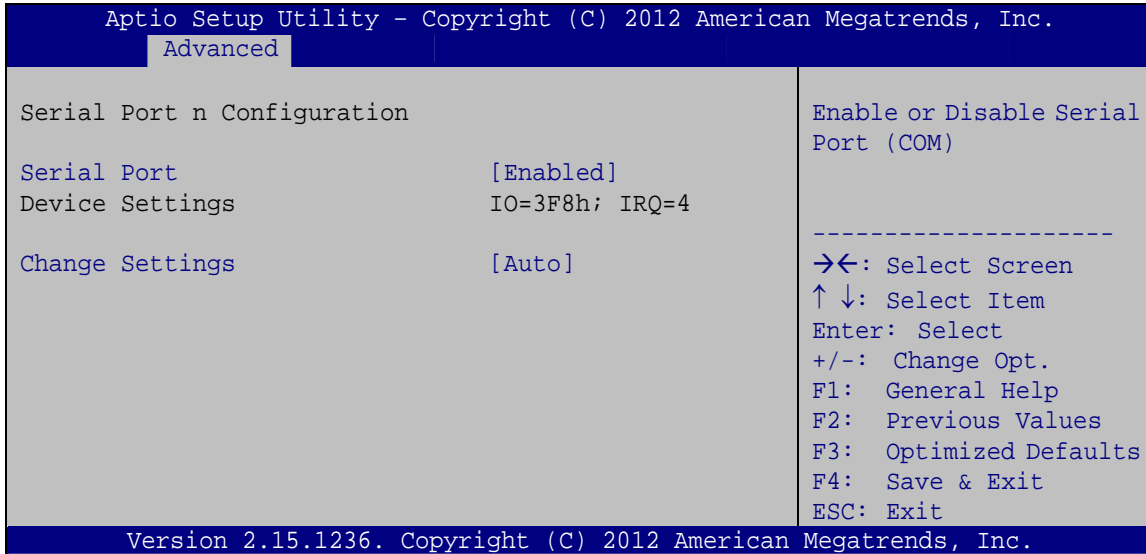 Aptio Setup Utility – Copyright (C) 2012 American Megatrends, Inc.
Advanced
Serial Port n Configuration
Serial Port [Enabled]
Device Settings IO=3F8h; IRQ=4
Change Settings [Auto]
Enable or Disable Serial
Port (COM)
---------------------
→←: Select Screen
↑ ↓: Select Item
Enter: Select
+/-: Change Opt.
F1: General Help
F2: Previous Values
F3: Optimized Defaults
F4: Save & Exit
ESC: Exit
Version 2.15.1236. Copyright (C) 2012 American Megatrends, Inc.